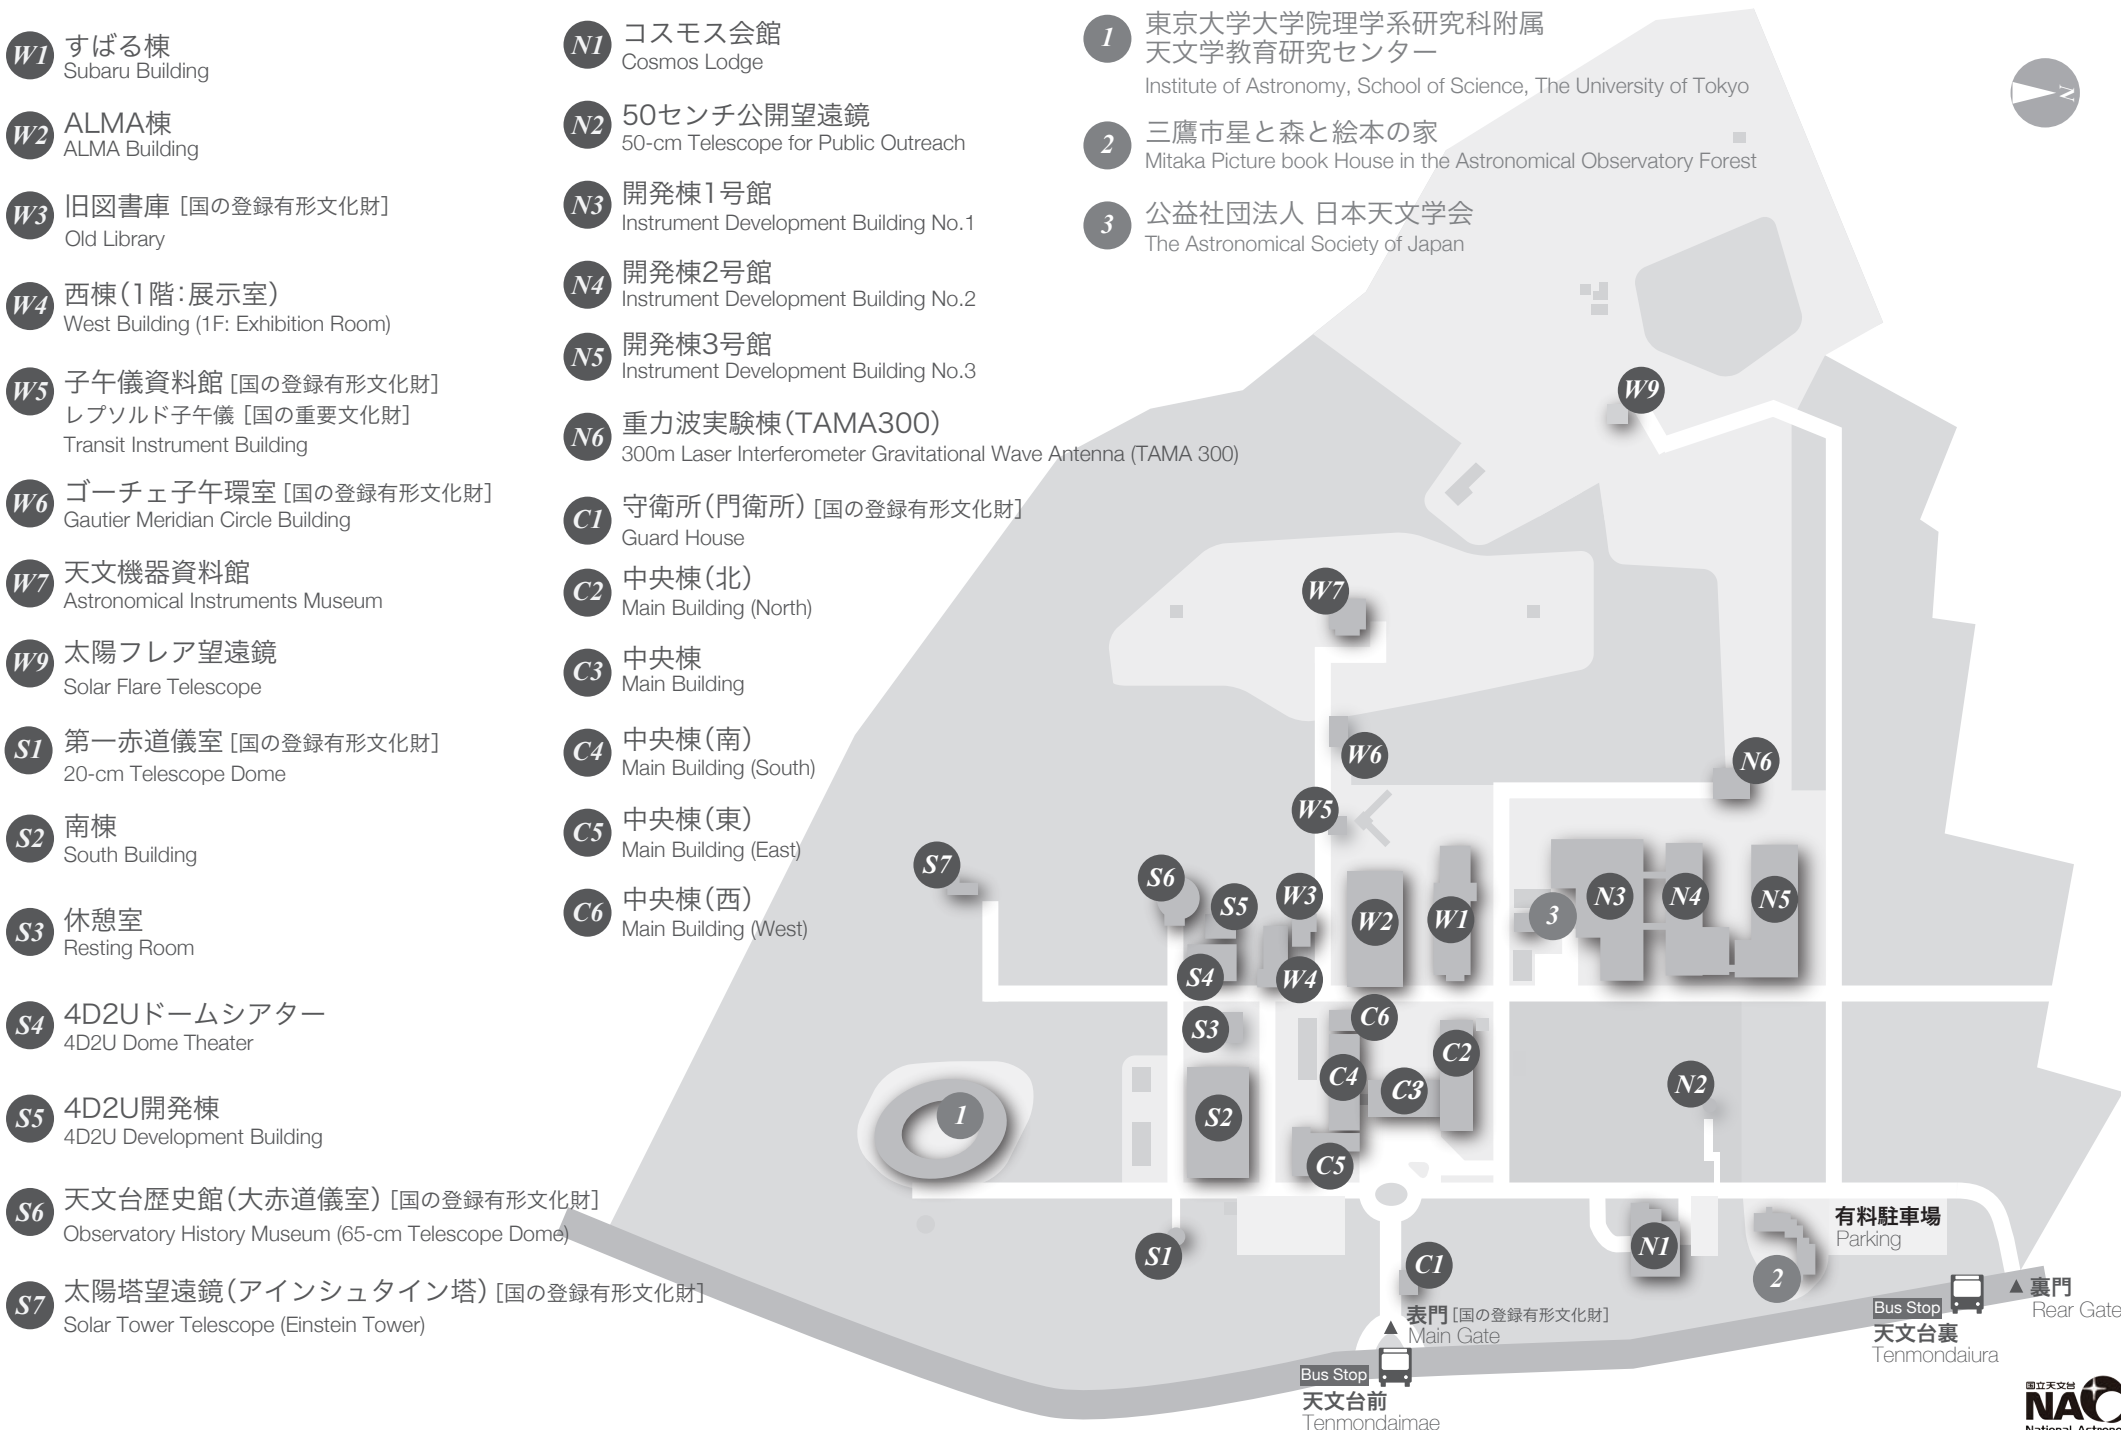 W1 すばる棟
Subaru Building
W2 ALMA棟
ALMA Building
W3 旧図書庫 [国の登録有形文化財]
Old Library
W4 西棟(1階:展示室)
West Building (1F: Exhibition Room)
W5 子午儀資料館 [国の登録有形文化財]
レプソルド子午儀 [国の重要文化財]
Transit Instrument Building
W6 ゴーチェ子午環室 [国の登録有形文化財]
Gautier Meridian Circle Building
W7 天文機器資料館
Astronomical Instruments Museum
W9 太陽フレア望遠鏡
Solar Flare Telescope
S1 第一赤道儀室 [国の登録有形文化財]
20-cm Telescope Dome
S2 南棟
South Building
S3 休憩室
Resting Room
S4 4D2Uドームシアター
4D2U Dome Theater
S5 4D2U開発棟
4D2U Development Building
S6 天文台歴史館(大赤道儀室) [国の登録有形文化財]
Observatory History Museum (65-cm Telescope Dome)
S7 太陽塔望遠鏡(アインシュタイン塔) [国の登録有形文化財]
Solar Tower Telescope (Einstein Tower)
N1 コスモス会館
Cosmos Lodge
N2 50センチ公開望遠鏡
50-cm Telescope for Public Outreach
N3 開発棟1号館
Instrument Development Building No.1
N4 開発棟2号館
Instrument Development Building No.2
N5 開発棟3号館
Instrument Development Building No.3
N6 重力波実験棟(TAMA300)
300m Laser Interferometer Gravitational Wave Antenna (TAMA 300)
C1 守衛所(門衛所) [国の登録有形文化財]
Guard House
C2 中央棟(北)
Main Building (North)
C3 中央棟
Main Building
C4 中央棟(南)
Main Building (South)
C5 中央棟(東)
Main Building (East)
C6 中央棟(西)
Main Building (West)
1 東京大学大学院理学系研究科附属
天文学教育研究センター
Institute of Astronomy, School of Science, The University of Tokyo
2 三鷹市星と森と絵本の家
Mitaka Picture book House in the Astronomical Observatory Forest
3 公益社団法人 日本天文学会
The Astronomical Society of Japan
N
W9
W7
W6
N6
W5
S7
S6
S5
W3
W2
W1
3
N3
N4
N5
S4
W4
S3
C6
C2
C4
C3
N2
1
S2
C5
S1
C1
N1
2
有料駐車場
Parking
表門 [国の登録有形文化財]
Main Gate
Bus Stop
天文台前
Tenmondaimae
Bus Stop
天文台裏
Tenmondaiura
裏門
Rear Gate
国立天文台
NAO